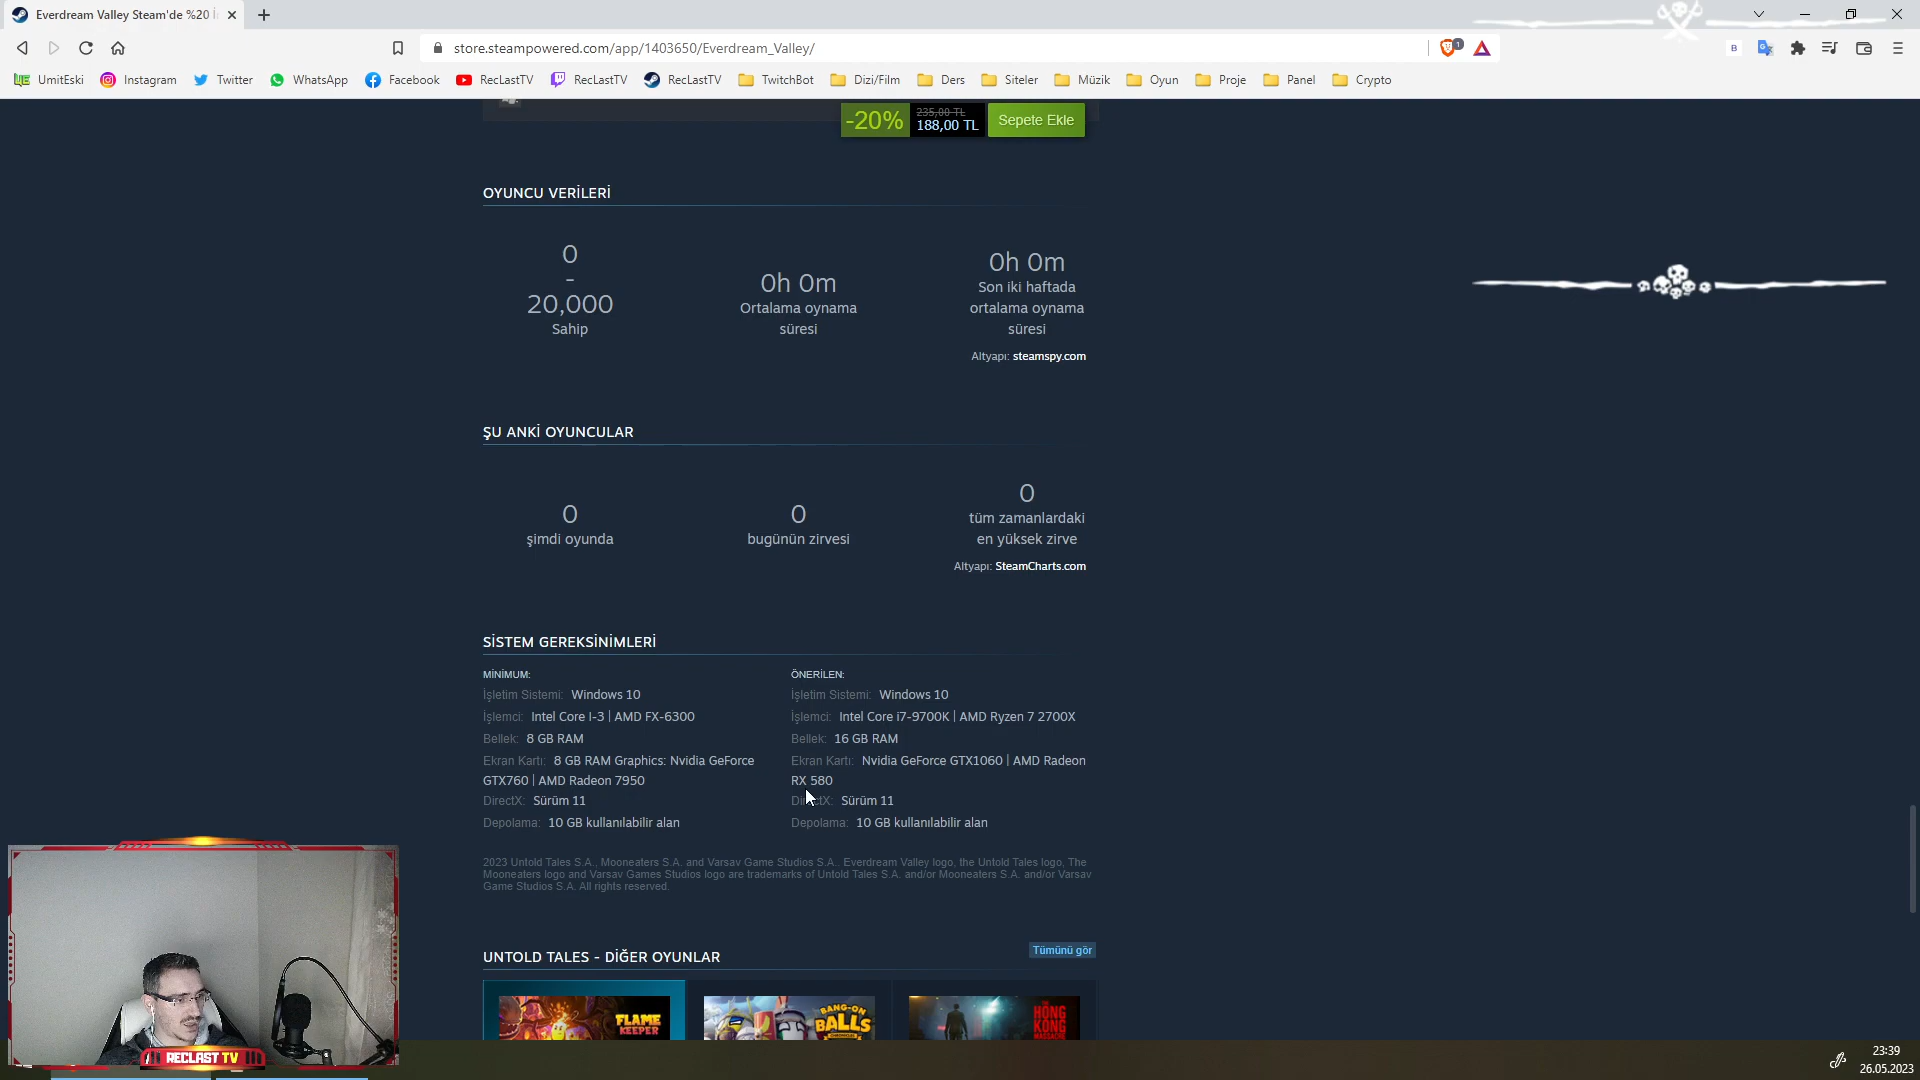 Everdream Valley Steam'de %20 İ
store.steampowered.com/app/1403650/Everdream_Valley/
1
B
UmitEski
Instagram
Twitter
WhatsApp
Facebook
RecLastTV
RecLastTV
RecLastTV
TwitchBot
Dizi/Film
Ders
Siteler
Müzik
Oyun
Proje
Panel
Crypto
-20%
235,00 TL
188,00 TL
Sepete Ekle
OYUNCU VERİLERİ
0
-
20,000
Sahip
0h 0m
Ortalama oynama
süresi
0h 0m
Son iki haftada
ortalama oynama
süresi
Altyapı: steamspy.com
ŞU ANKİ OYUNCULAR
0
şimdi oyunda
0
bugünün zirvesi
0
tüm zamanlardaki
en yüksek zirve
Altyapı: SteamCharts.com
SİSTEM GEREKSİNİMLERİ
MİNİMUM:
İşletim Sistemi: Windows 10
İşlemci: Intel Core I-3 | AMD FX-6300
Bellek: 8 GB RAM
Ekran Kartı: 8 GB RAM Graphics: Nvidia GeForce
GTX760 | AMD Radeon 7950
DirectX: Sürüm 11
Depolama: 10 GB kullanılabilir alan
ÖNERİLEN:
İşletim Sistemi: Windows 10
İşlemci: Intel Core i7-9700K | AMD Ryzen 7 2700X
Bellek: 16 GB RAM
Ekran Kartı: Nvidia GeForce GTX1060 | AMD Radeon
RX 580
DirectX: Sürüm 11
Depolama: 10 GB kullanılabilir alan
2023 Untold Tales S.A., Mooneaters S.A. and Varsav Game Studios S.A.. Everdream Valley logo, the Untold Tales logo, The
Mooneaters logo and Varsav Games Studios logo are trademarks of Untold Tales S.A. and/or Mooneaters S.A. and/or Varsav
Game Studios S.A. All rights reserved.
UNTOLD TALES - DİĞER OYUNLAR
Tümünü gör
FLAME
KEEPER
BANG-ON
BALLS
HONG
KONG
MASSACRE
RECLAST TV
23:39
26.05.2023